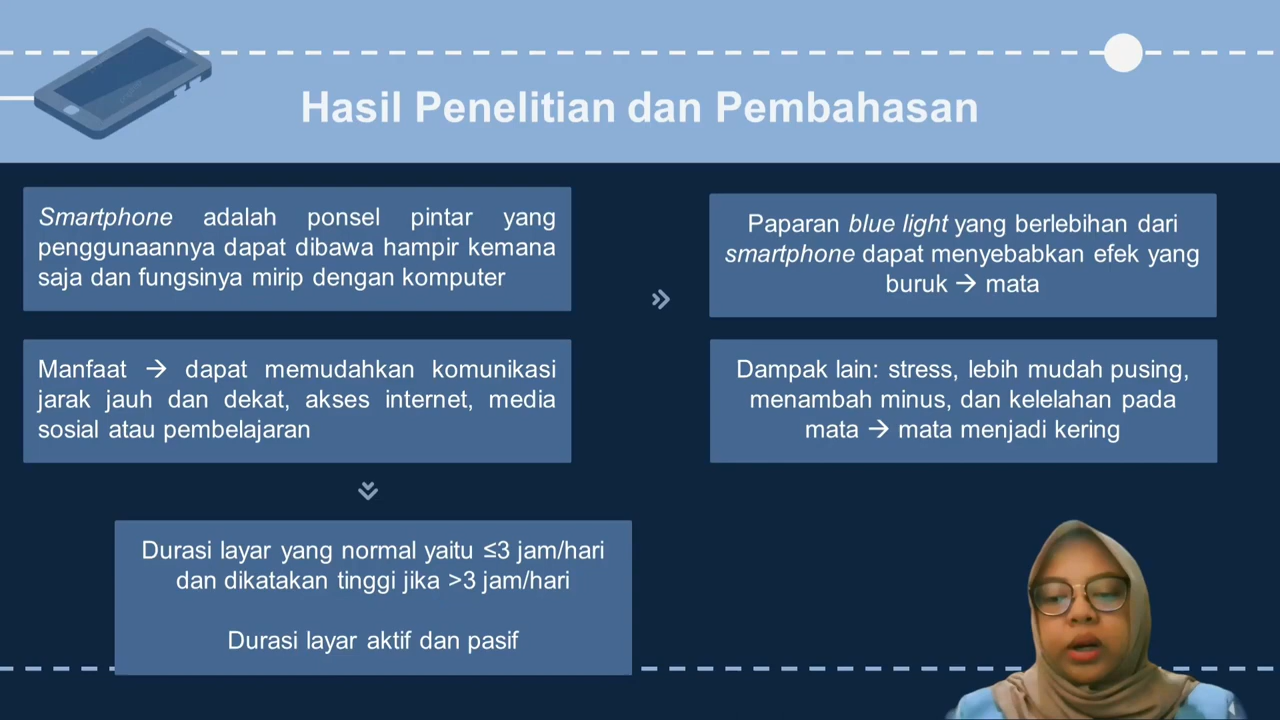 Hasil Penelitian dan Pembahasan
Smartphone adalah ponsel pintar yang
penggunaannya dapat dibawa hampir kemana
saja dan fungsinya mirip dengan komputer
Manfaat → dapat memudahkan komunikasi
jarak jauh dan dekat, akses internet, media
sosial atau pembelajaran
Durasi layar yang normal yaitu ≤3 jam/hari
dan dikatakan tinggi jika >3 jam/hari
Durasi layar aktif dan pasif
Paparan blue light yang berlebihan dari
smartphone dapat menyebabkan efek yang
buruk → mata
Dampak lain: stress, lebih mudah pusing,
menambah minus, dan kelelahan pada
mata → mata menjadi kering